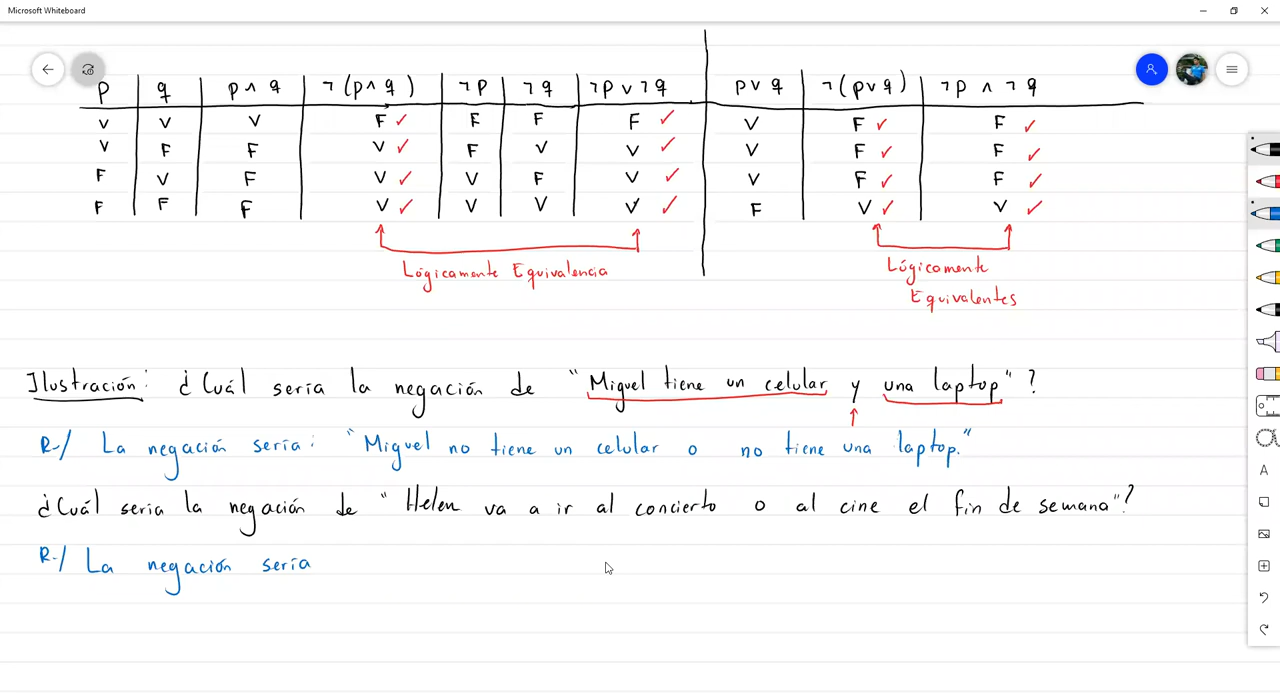 Microsoft Whiteboard
p q p ∧ q ¬(p ∧ q) ¬p ¬q ¬p ∨ ¬q p ∨ q ¬(p ∨ q) ¬p ∧ ¬q
V V V F ✓ F F F ✓ V F ✓ F ✓
V F F V ✓ F V V ✓ V F ✓ F ✓
F V F V ✓ V F V ✓ V F ✓ F ✓
F F F V ✓ V V V ✓ F V ✓ V ✓
Lógicamente Equivalencia
Lógicamente
Equivalentes
Ilustración: ¿Cuál sería la negación de "Miguel tiene un celular y una laptop"?
R-/ La negación sería: "Miguel no tiene un celular o no tiene una laptop."
¿Cuál sería la negación de "Helen va a ir al concierto o al cine el fin de semana"?
R-/ La negación sería